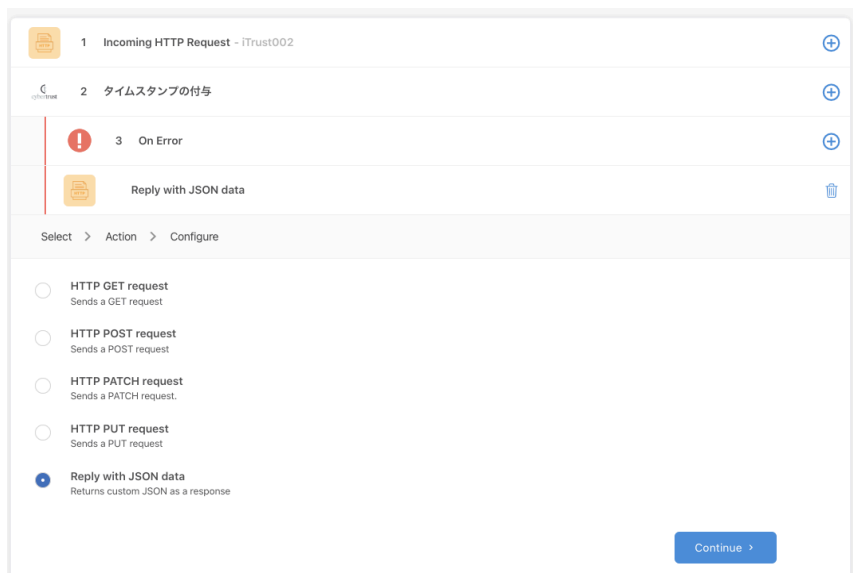 1 Incoming HTTP Request - iTrust002
cybertrust 2 タイムスタンプの付与
3 On Error
Reply with JSON data
Select > Action > Configure
HTTP GET request
Sends a GET request
HTTP POST request
Sends a POST request
HTTP PATCH request
Sends a PATCH request.
HTTP PUT request
Sends a PUT request
Reply with JSON data
Returns custom JSON as a response
Continue >